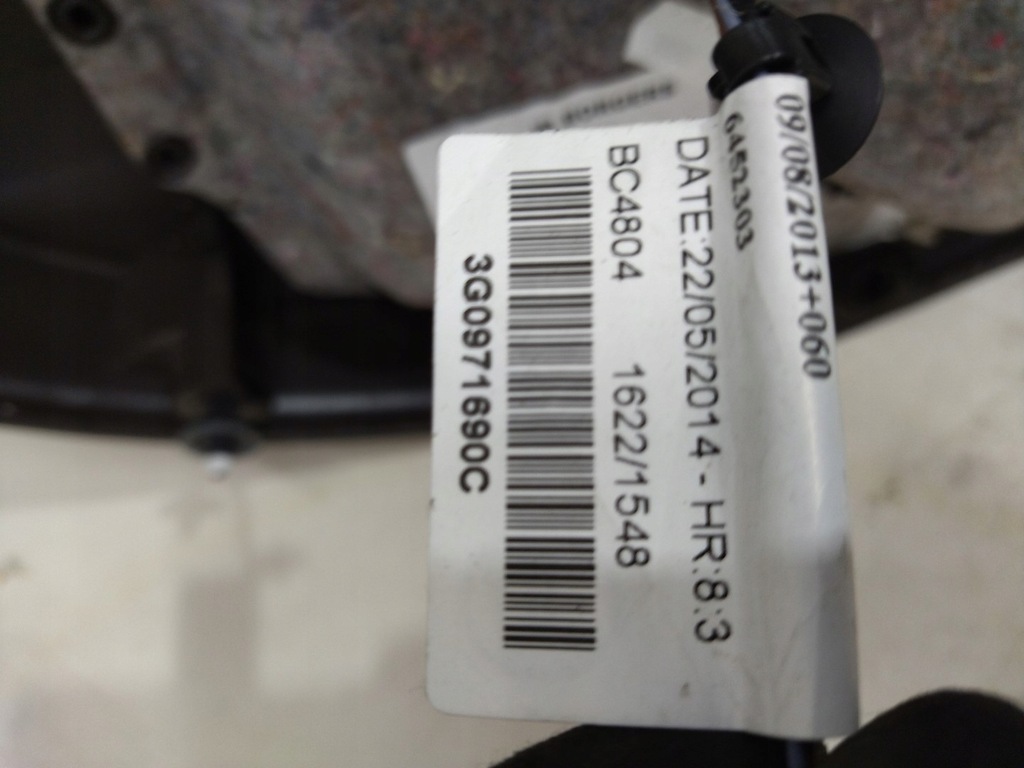 09/08/2013+060
6452303
DATE:22/05/2014 - HR:8:3
BC4804 1622/1548
3G0971690C